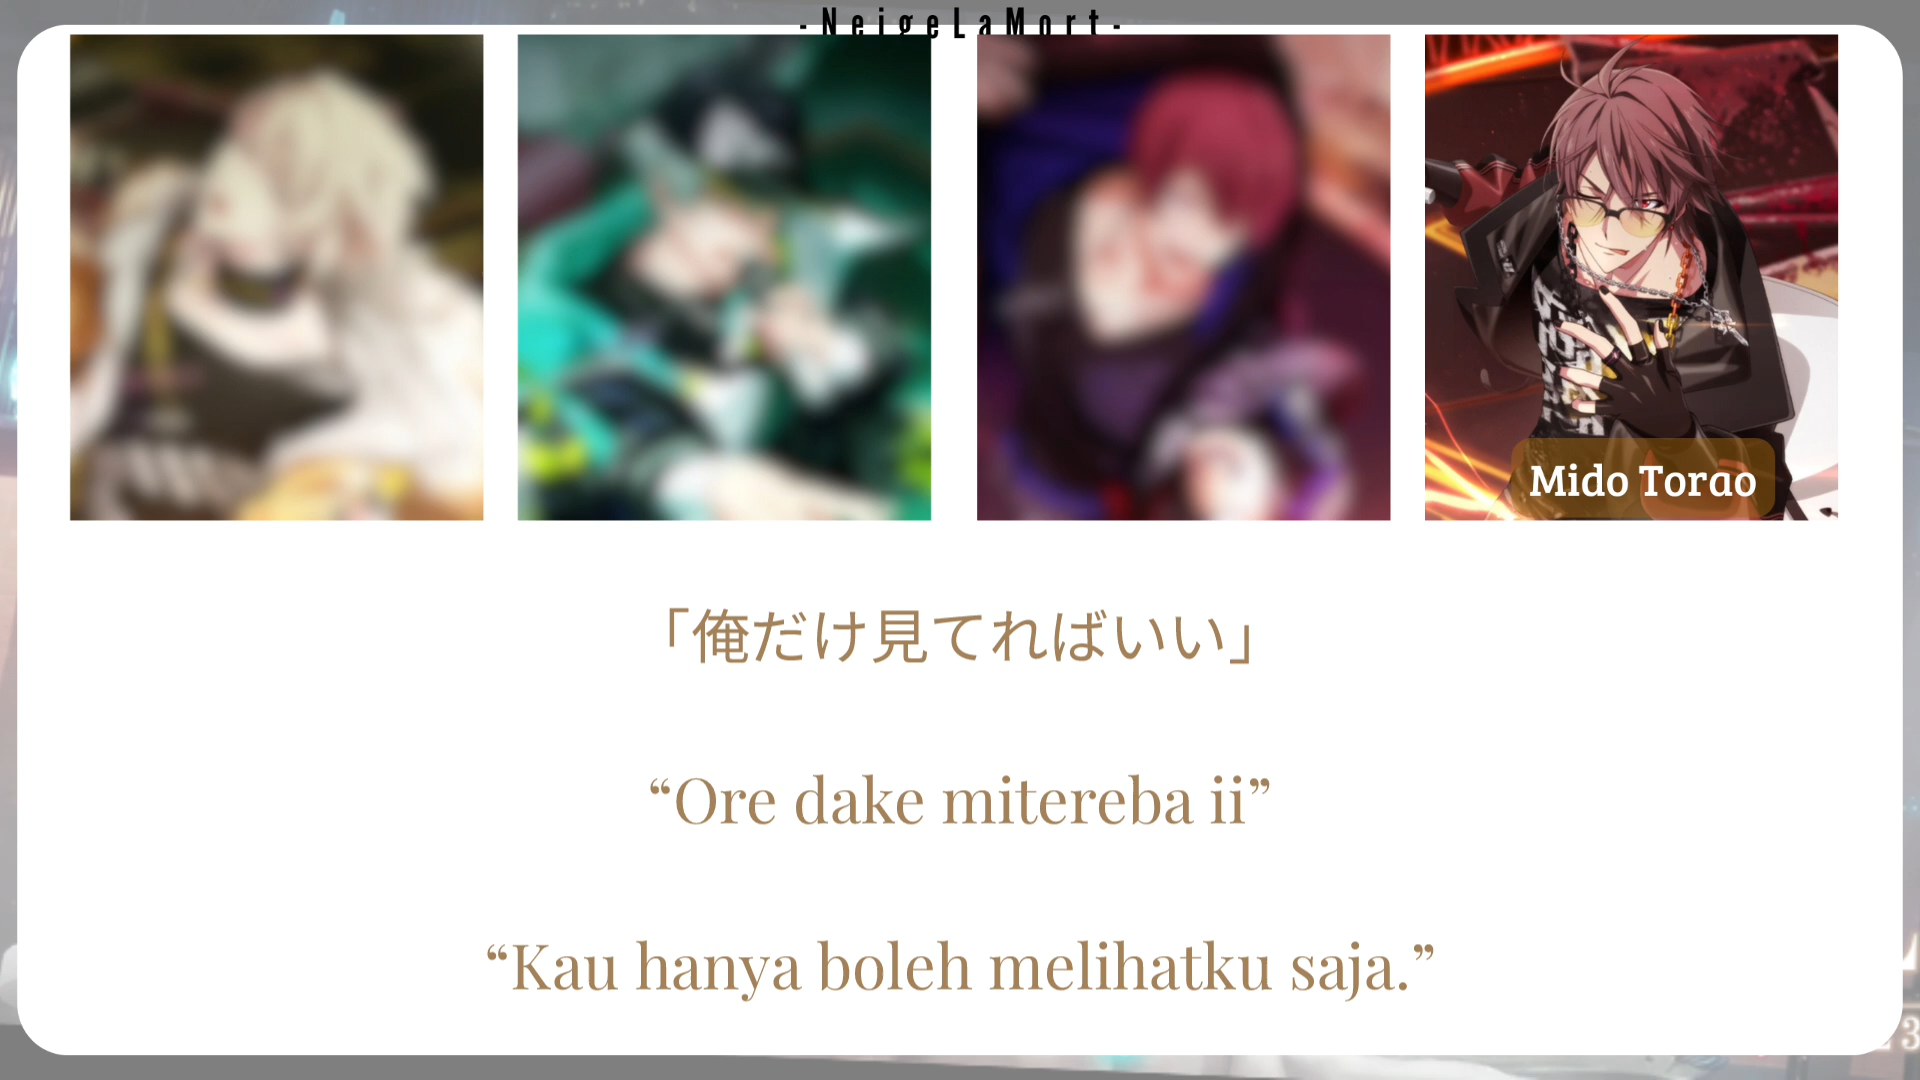 -NeigeLaMort-
Mido Torao
「俺だけ見てればいい」
“Ore dake mitereba ii”
“Kau hanya boleh melihatku saja.”